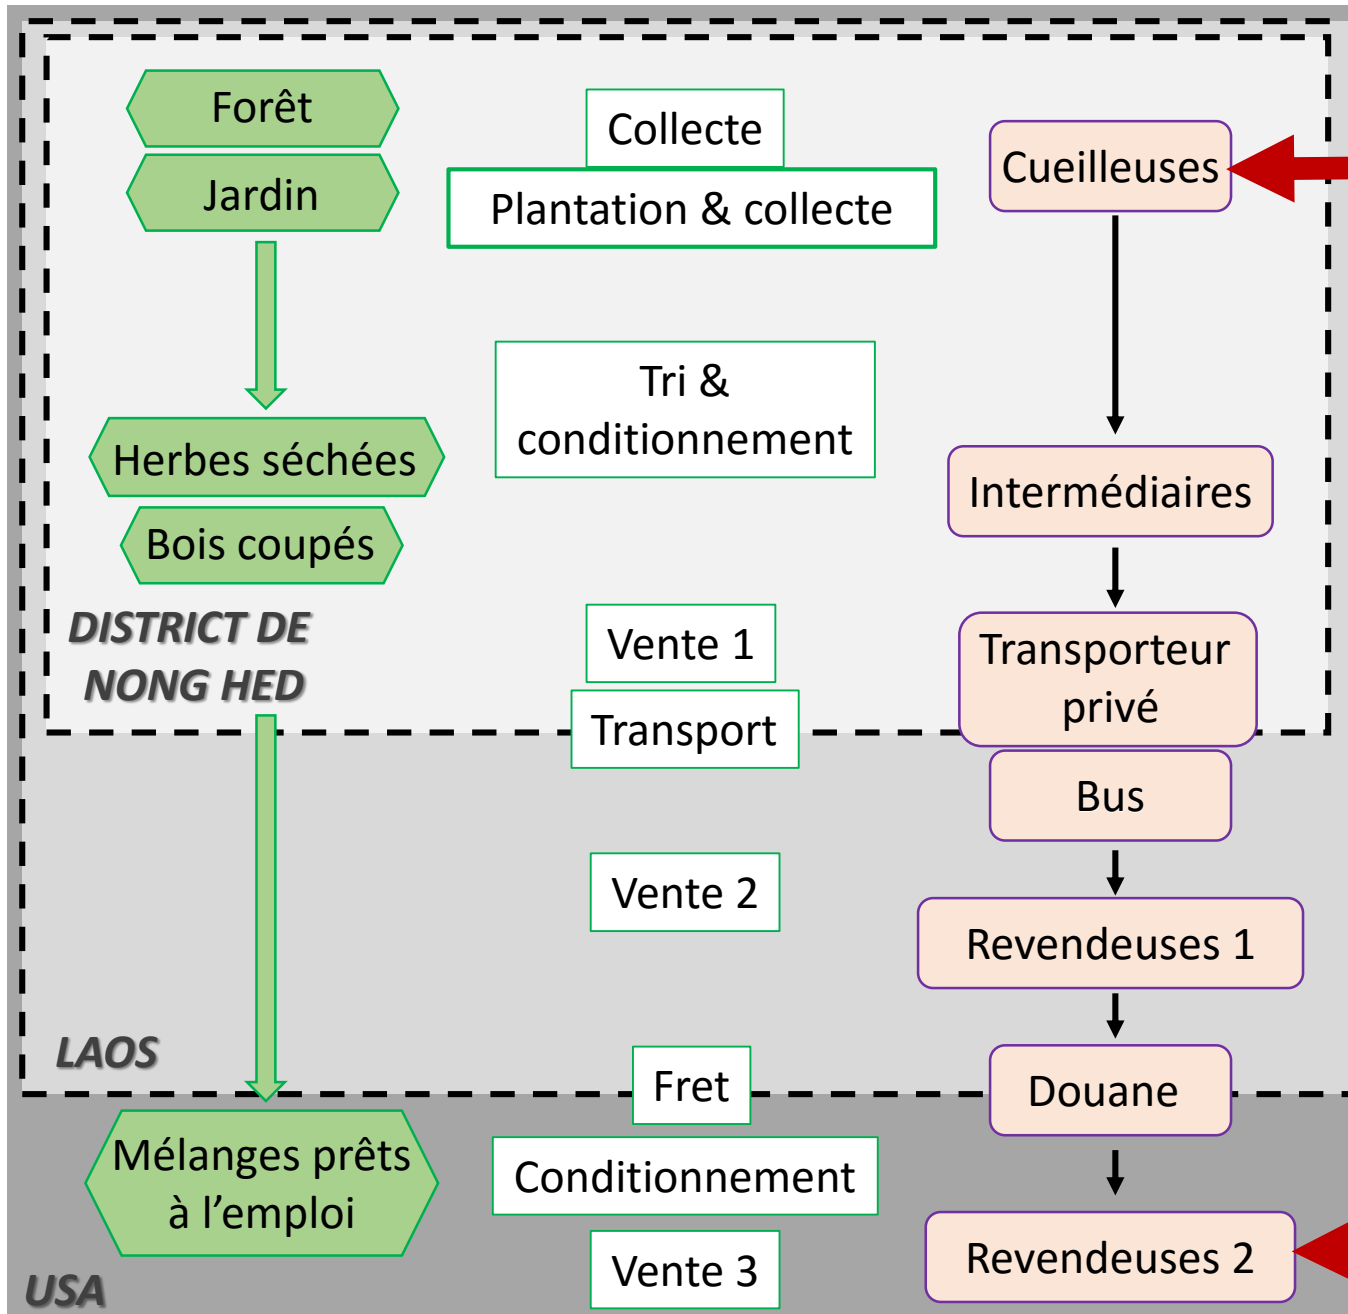 Forêt
Jardin
Herbes séchées
Bois coupés
DISTRICT DE
NONG HED
LAOS
Mélanges prêts
à l’emploi
USA
Collecte
Plantation & collecte
Tri &
conditionnement
Vente 1
Transport
Vente 2
Fret
Conditionnement
Vente 3
Cueilleuses
Intermédiaires
Transporteur
privé
Bus
Revendeuses 1
Douane
Revendeuses 2